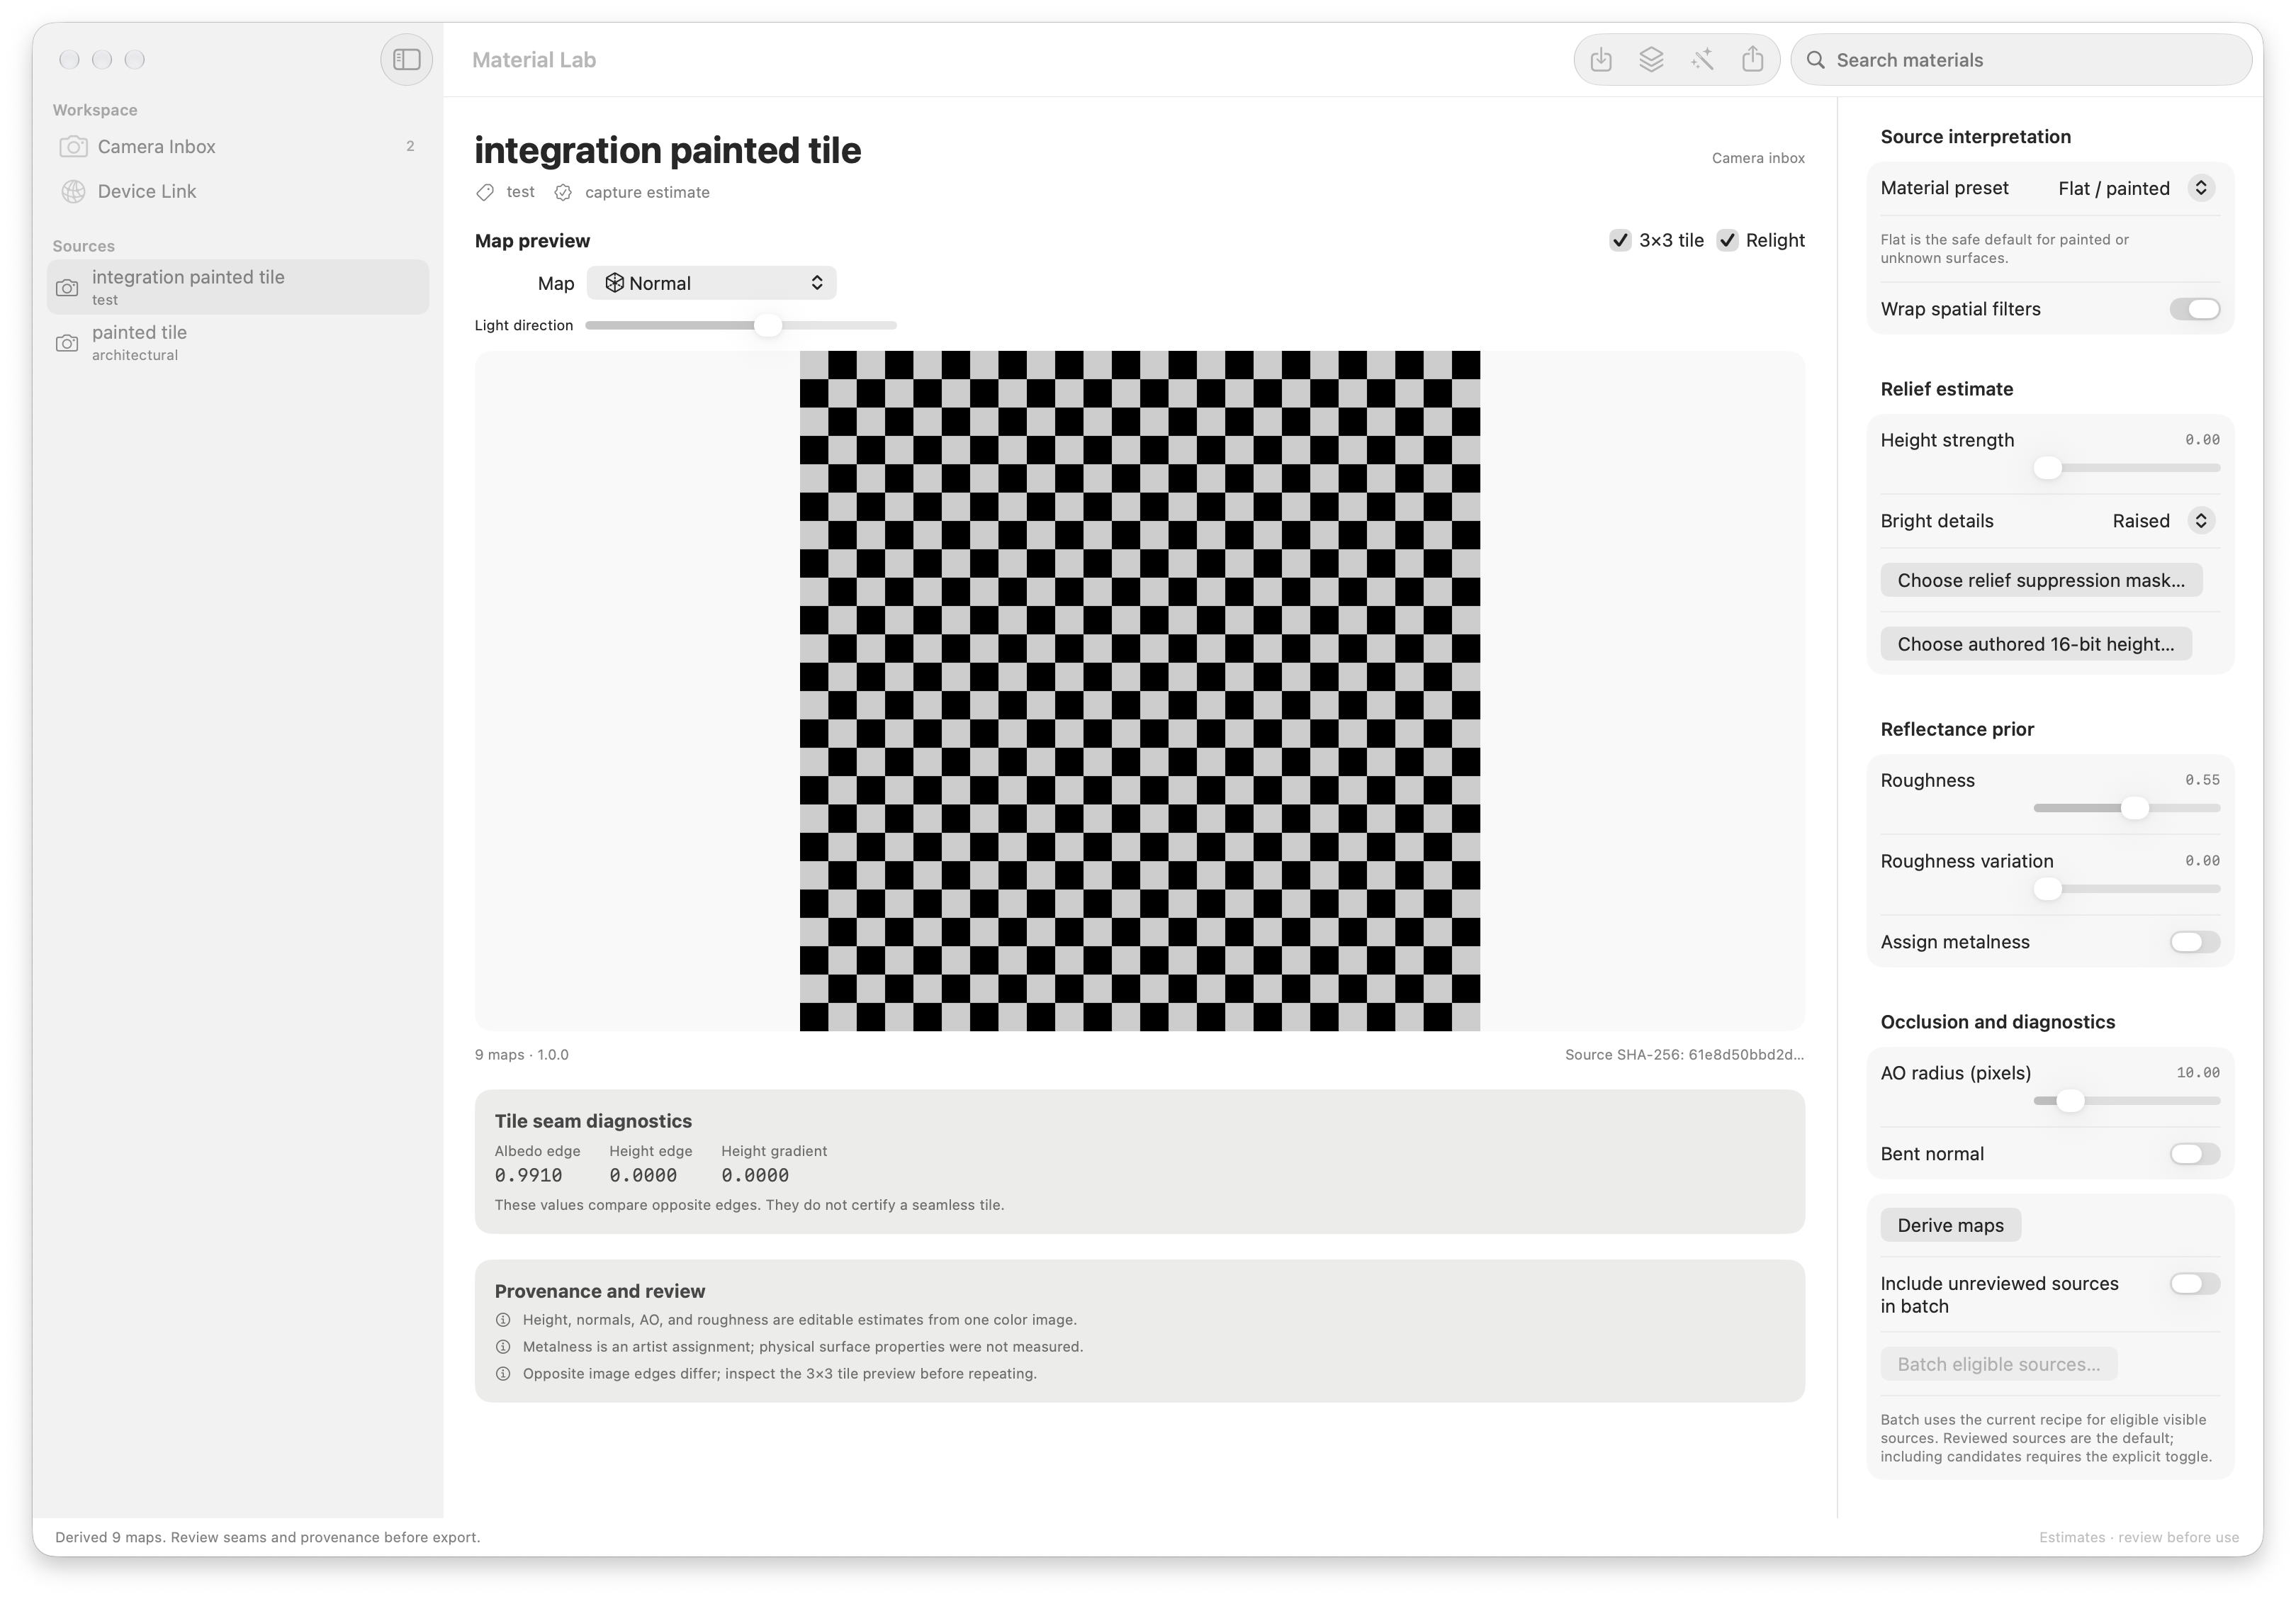 Material Lab
Search materials
Workspace
Camera Inbox
2
Device Link
Sources
integration painted tile
test
painted tile
architectural
integration painted tile
Camera inbox
test
capture estimate
Map preview
3×3 tile
Relight
Map
Normal
Light direction
9 maps · 1.0.0
Source SHA-256: 61e8d50bbd2d…
Tile seam diagnostics
Albedo edge
Height edge
Height gradient
0.9910
0.0000
0.0000
These values compare opposite edges. They do not certify a seamless tile.
Provenance and review
Height, normals, AO, and roughness are editable estimates from one color image.
Metalness is an artist assignment; physical surface properties were not measured.
Opposite image edges differ; inspect the 3×3 tile preview before repeating.
Source interpretation
Material preset
Flat / painted
Flat is the safe default for painted or
unknown surfaces.
Wrap spatial filters
Relief estimate
Height strength
0.00
Bright details
Raised
Choose relief suppression mask…
Choose authored 16-bit height…
Reflectance prior
Roughness
0.55
Roughness variation
0.00
Assign metalness
Occlusion and diagnostics
AO radius (pixels)
10.00
Bent normal
Derive maps
Include unreviewed sources
in batch
Batch eligible sources…
Batch uses the current recipe for eligible visible
sources. Reviewed sources are the default;
including candidates requires the explicit toggle.
Derived 9 maps. Review seams and provenance before export.
Estimates · review before use